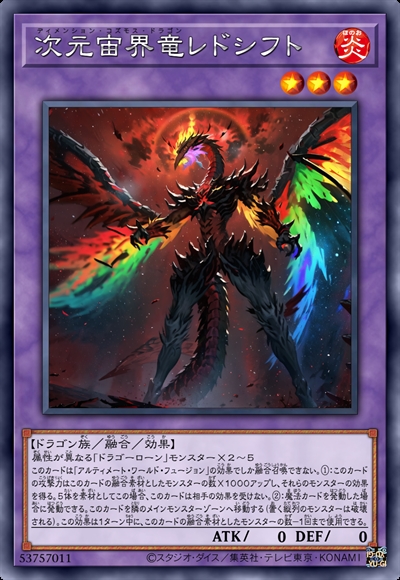 ディメンション・コズモス・ドラゴン
次元宙界竜レドシフト
ほのお
炎
【ドラゴン族／融合／効果】
属性が異なる「ドラゴーローン」モンスター×２～５
このカードは「アルティメート・ワールド・フュージョン」の効果でしか融合召喚できない。①：このカード
の攻撃力はこのカードの融合素材としたモンスターの数×1000アップし、それらのモンスターの効果
を得る。５体を素材としてこの場合、このカードは相手の効果を受けない。②：魔法カードを発動した場
合に発動できる。このカードを隣のメインモンスターゾーンへ移動する（置く縦列のモンスターは破壊
される）。この効果は１ターン中に、このカードの融合素材としたモンスターの数－１回まで使用できる。
ATK/ 0 DEF/ 0
53757011
©スタジオ・ダイス／集英社・テレビ東京・KONAMI